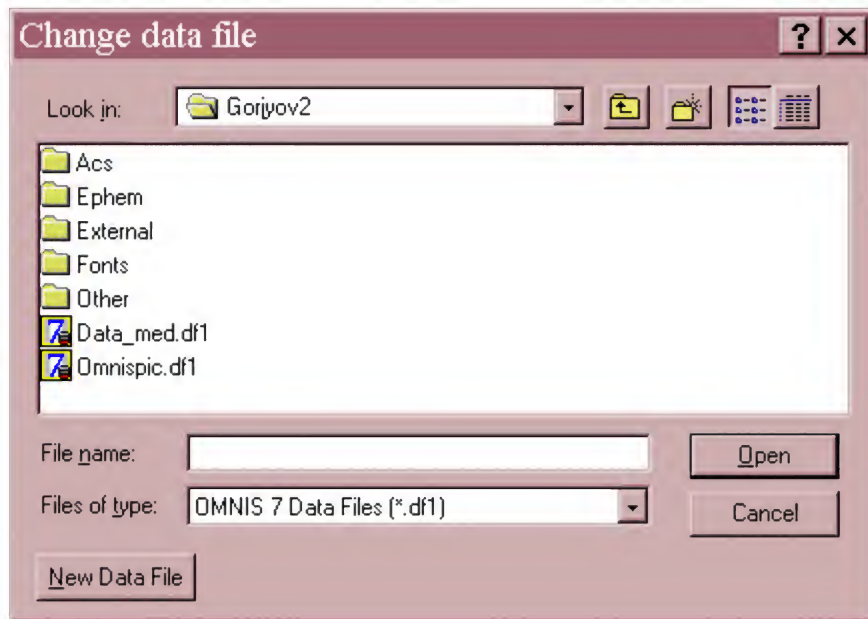 Change data file
Look in: Gorjyov2
Acs
Ephem
External
Fonts
Other
Data_med.df1
Omnispic.df1
File name: Open
Files of type: OMNIS 7 Data Files (*.df1) Cancel
New Data File